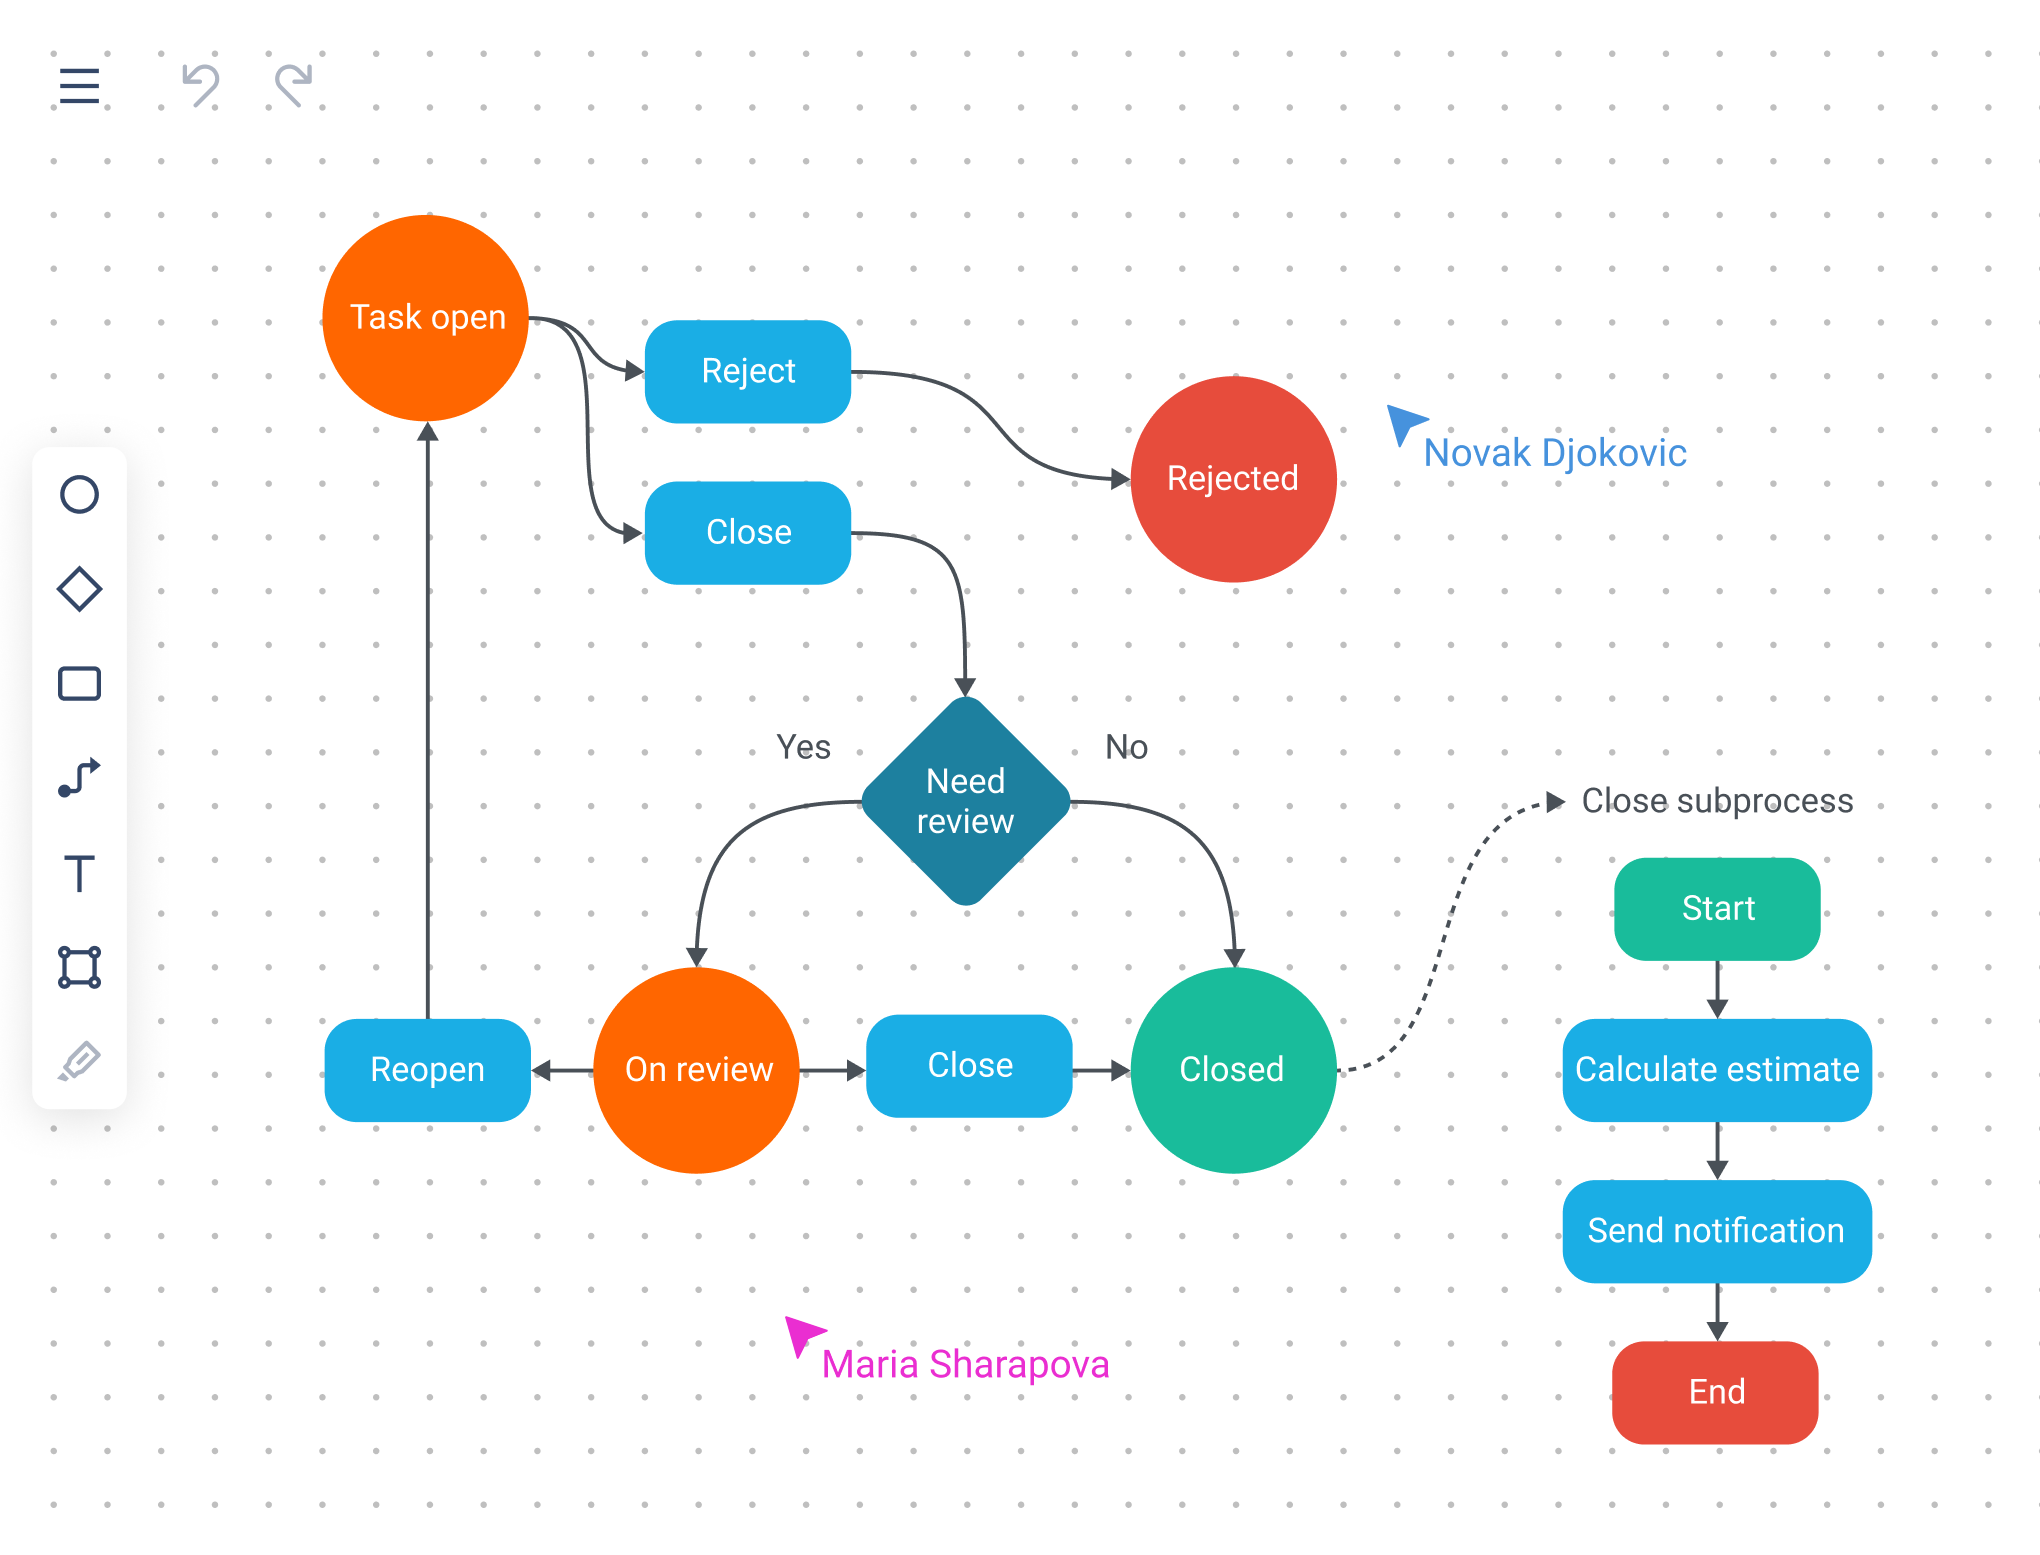 Task open
Reject
Close
Rejected
Novak Djokovic
Yes
No
Need
review
Close subprocess
Start
Reopen
On review
Close
Closed
Calculate estimate
Send notification
Maria Sharapova
End